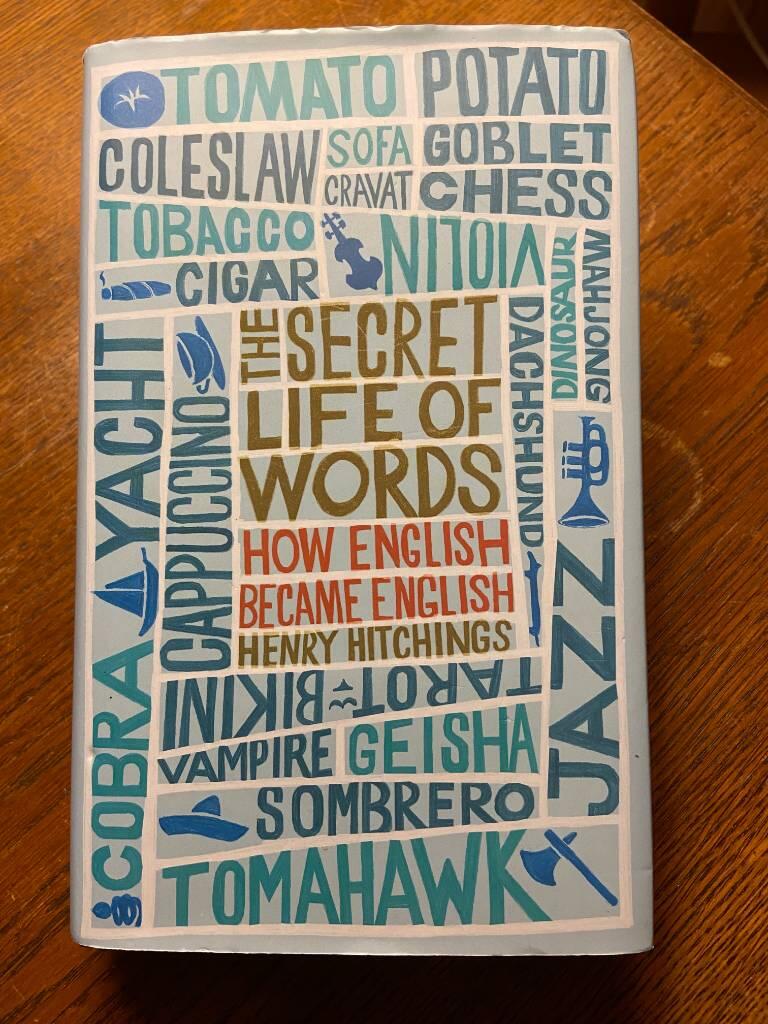 TOMATO
POTATO
COLESLAW
SOFA
GOBLET
CRAVAT
CHESS
TOBACCO
VIOLIN
DINOSAUR
MAHJONG
CIGAR
YACHT
CAPPUCCINO
THE SECRET
LIFE OF
WORDS
HOW ENGLISH
BECAME ENGLISH
HENRY HITCHINGS
DACHSHUND
JAZZ
COBRA
BIKINI
TAROT
VAMPIRE
GEISHA
SOMBRERO
TOMAHAWK